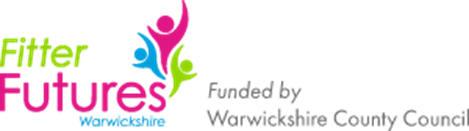 Fitter
Futures
Warwickshire
Funded by
Warwickshire County Council